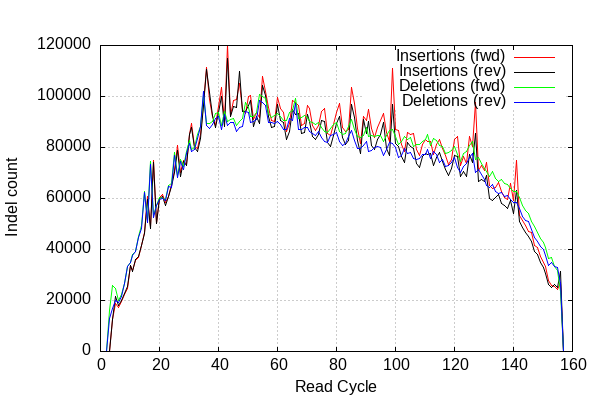 120000
100000
80000
60000
40000
20000
0
Indel count
Insertions (fwd)
Insertions (rev)
Deletions (fwd)
Deletions (rev)
0 20 40 60 80 100 120 140 160
Read Cycle